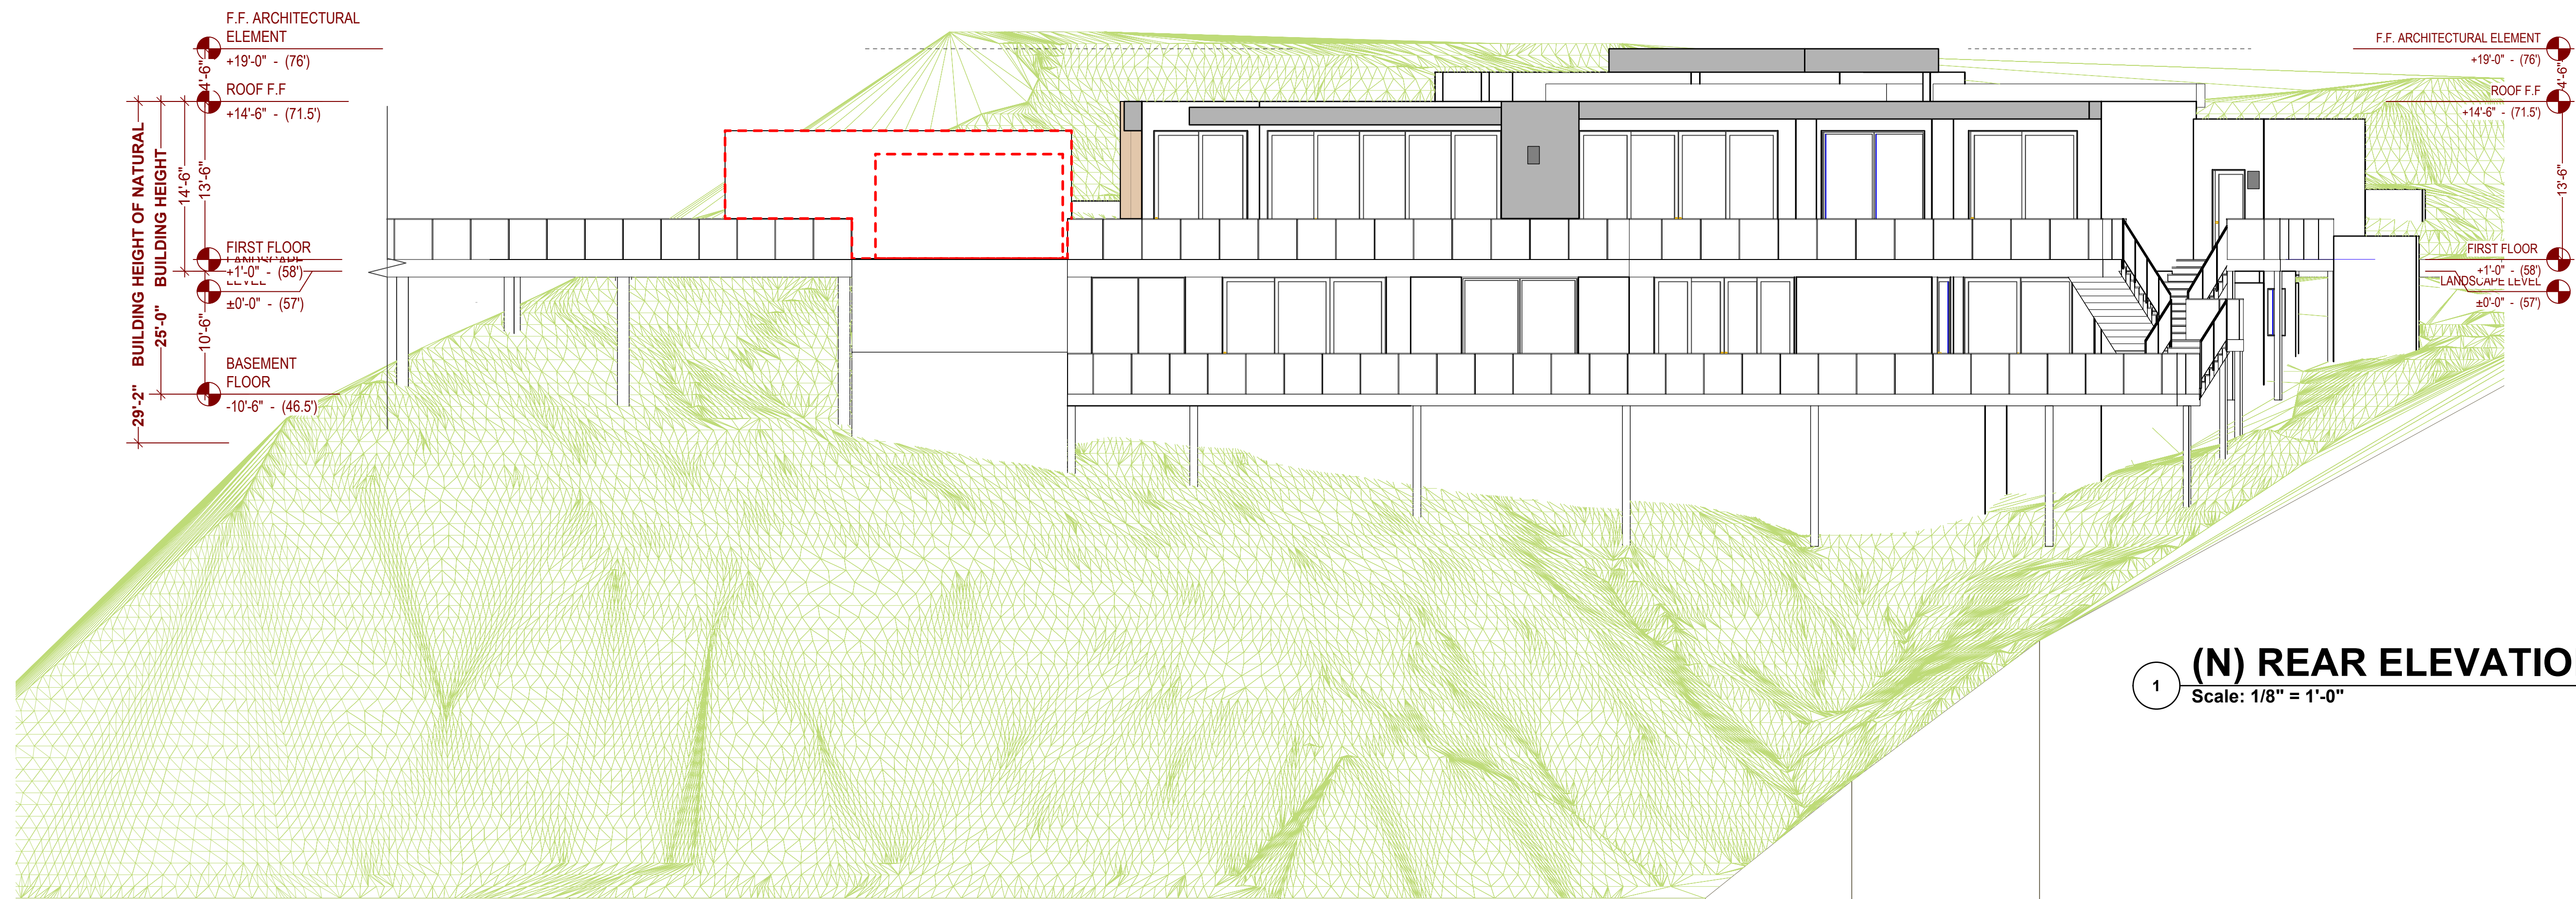 F.F. ARCHITECTURAL
ELEMENT
+19'-0" - (76')
4'-6"
ROOF F.F
+14'-6" - (71.5')
BUILDING HEIGHT OF NATURAL
29'-2"
BUILDING HEIGHT
25'-0"
14'-6"
13'-6"
FIRST FLOOR
LANDSCAPE
+1'-0" - (58')
LEVEL
±0'-0" - (57')
10'-6"
BASEMENT
FLOOR
-10'-6" - (46.5')
F.F. ARCHITECTURAL ELEMENT
+19'-0" - (76')
4'-6"
ROOF F.F
+14'-6" - (71.5')
13'-6"
FIRST FLOOR
+1'-0" - (58')
LANDSCAPE LEVEL
±0'-0" - (57')
1
(N) REAR ELEVATIO
Scale: 1/8" = 1'-0"